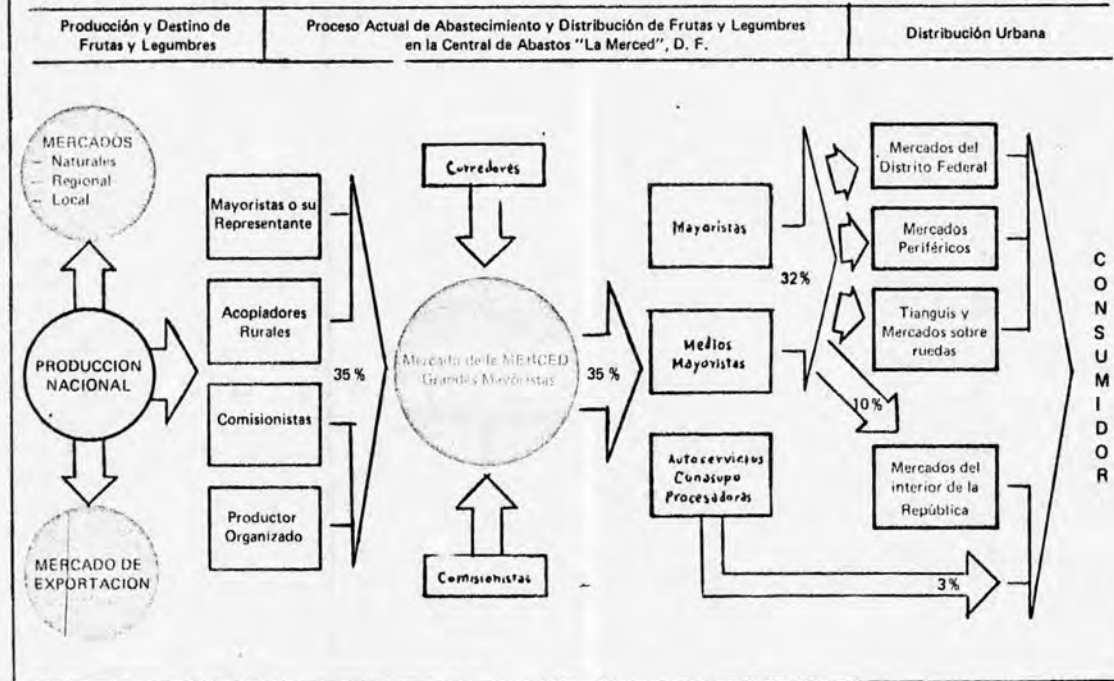 Producción y Destino de
Frutas y Legumbres
Proceso Actual de Abastecimiento y Distribución de Frutas y Legumbres
en la Central de Abastos "La Merced", D. F.
Distribución Urbana
MERCADOS
— Naturales
— Regional
— Local
PRODUCCION
NACIONAL
MERCADO DE
EXPORTACION
Mayoristas o su
Representante
Acopiadores
Rurales
Comisionistas
Productor
Organizado
35 %
Corredores
Mercado de la MERCED
Grandes Mayoristas
Comisionistas
35 %
Mayoristas
Medios
Mayoristas
Autoservicios
Conasupo
Procesadoras
32%
10%
3%
Mercados del
Distrito Federal
Mercados
Periféricos
Tianguis y
Mercados sobre
ruedas
Mercados del
interior de la
República
CONSUMIDOR